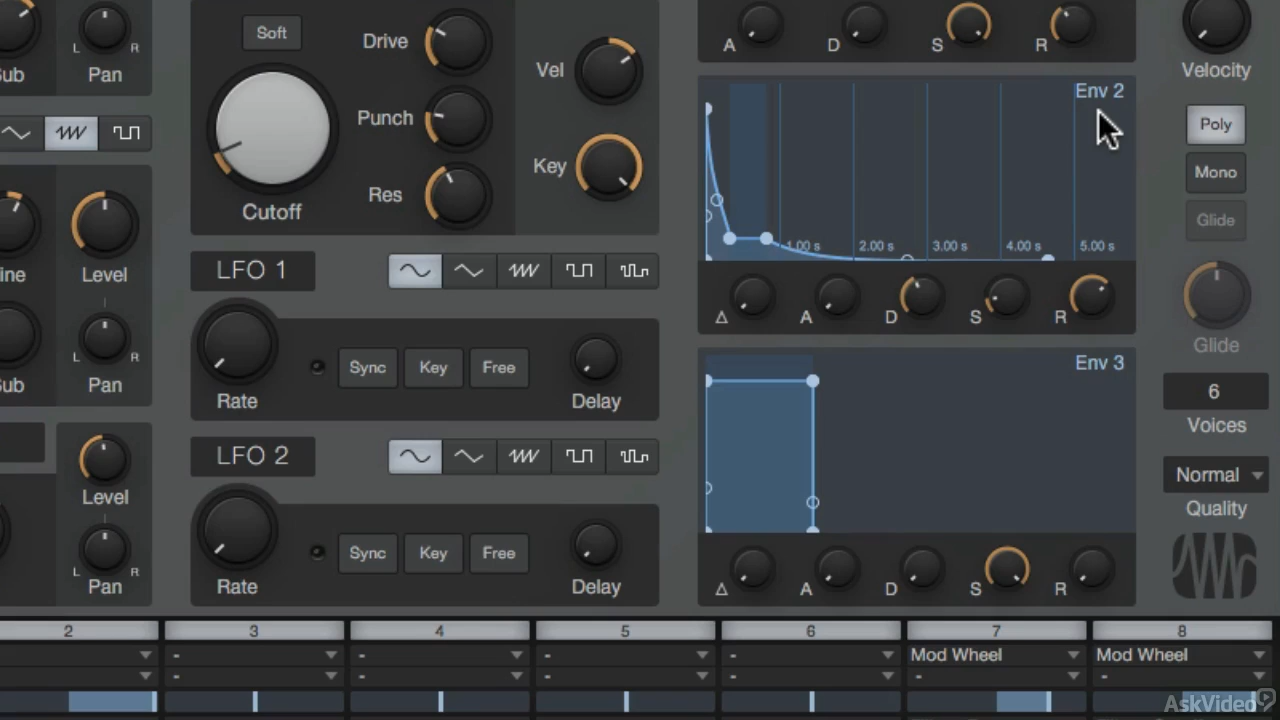 Soft
Drive
Punch
Res
Cutoff
Vel
Key
L R
Pan
Level
L R
Pan
Level
L R
Pan
LFO 1
Sync
Key
Free
Rate
Delay
LFO 2
Sync
Key
Free
Rate
Delay
A D S R
Env 2
1.00 s 2.00 s 3.00 s 4.00 s 5.00 s
Δ A D S R
Env 3
Δ A D S R
Velocity
Poly
Mono
Glide
Glide
6
Voices
Normal
Quality
2 3 4 5 6 7 8
- - - - Mod Wheel Mod Wheel
- - - - - -
AskVideo